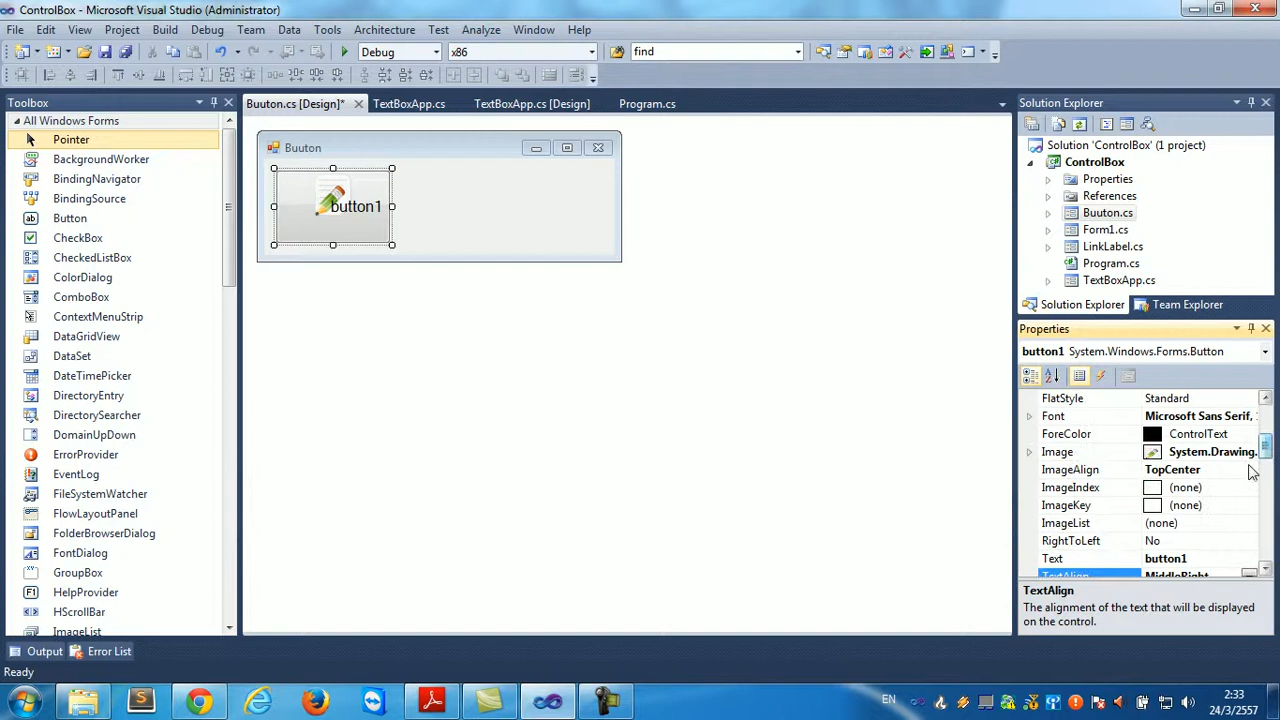 ControlBox - Microsoft Visual Studio (Administrator)
File Edit View Project Build Debug Team Data Tools Architecture Test Analyze Window Help
Debug x86 find
Toolbox
All Windows Forms
Pointer
BackgroundWorker
BindingNavigator
BindingSource
Button
CheckBox
CheckedListBox
ColorDialog
ComboBox
ContextMenuStrip
DataGridView
DataSet
DateTimePicker
DirectoryEntry
DirectorySearcher
DomainUpDown
ErrorProvider
EventLog
FileSystemWatcher
FlowLayoutPanel
FolderBrowserDialog
FontDialog
GroupBox
HelpProvider
HScrollBar
ImageList
Buuton.cs [Design]* TextBoxApp.cs TextBoxApp.cs [Design] Program.cs
Buuton
button1
Solution Explorer
Solution 'ControlBox' (1 project)
ControlBox
Properties
References
Buuton.cs
Form1.cs
LinkLabel.cs
Program.cs
TextBoxApp.cs
Solution Explorer Team Explorer
Properties
button1 System.Windows.Forms.Button
FlatStyle Standard
Font Microsoft Sans Serif,
ForeColor ControlText
Image System.Drawing.
ImageAlign TopCenter
ImageIndex (none)
ImageKey (none)
ImageList (none)
RightToLeft No
Text button1
TextAlign MiddleRight
TextAlign
The alignment of the text that will be displayed
on the control.
Output Error List
Ready
EN
2:33
24/3/2557